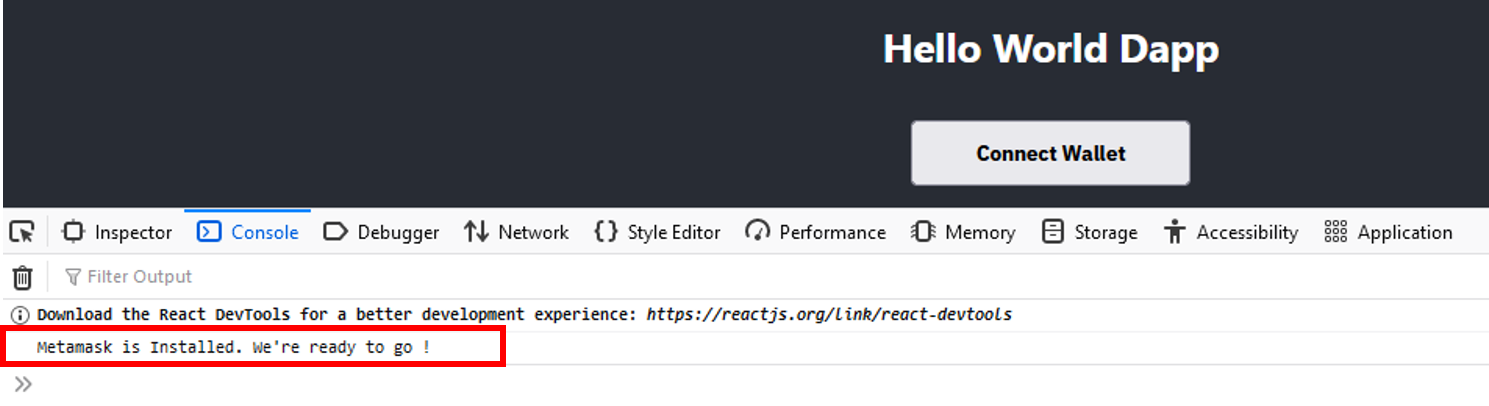 Hello World Dapp
Connect Wallet
Inspector Console Debugger Network Style Editor Performance Memory Storage Accessibility Application
Filter Output
Download the React DevTools for a better development experience: https://reactjs.org/link/react-devtools
Metamask is Installed. We're ready to go !